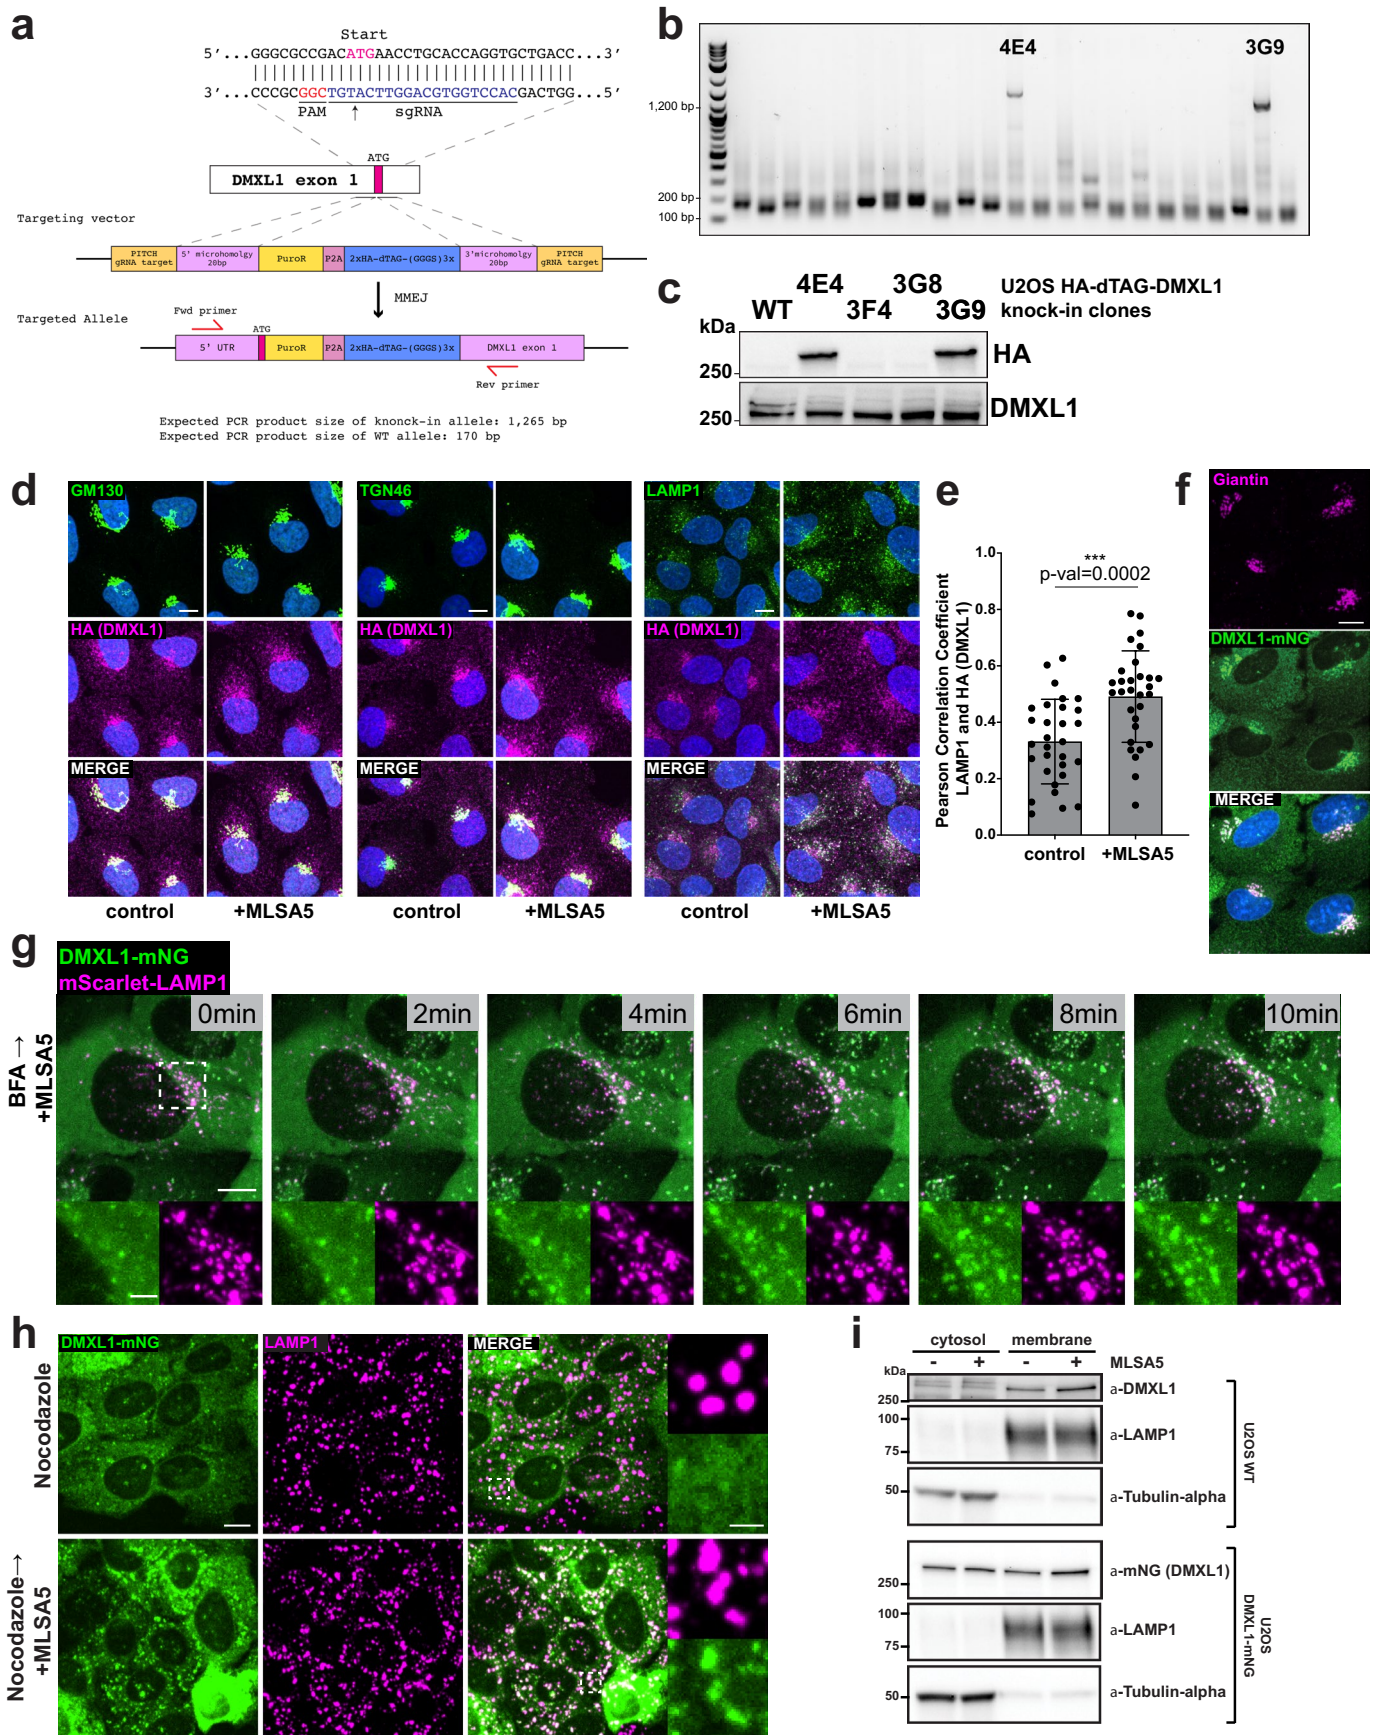 a
Start
5'...GGGCGCCGACATGAACCTGCACCAGGTGCTGACC...3'
3'...CCCGCGGCTGTACTTGGACGTGGTCCACGACTGG...5'
PAM ↑ sgRNA
ATG
DMXL1 exon 1
Targeting vector
PITCH gRNA target
5' microhomolgy 20bp
PuroR
P2A
2xHA-dTAG-(GGGS)3x
3'microhomolgy 20bp
PITCH gRNA target
MMEJ
Targeted Allele
Fwd primer
ATG
5' UTR
PuroR
P2A
2xHA-dTAG-(GGGS)3x
DMXL1 exon 1
Rev primer
Expected PCR product size of knonck-in allele: 1,265 bp
Expected PCR product size of WT allele: 170 bp
b
4E4
3G9
1,200 bp
200 bp
100 bp
c
4E4 3G8
WT 3F4 3G9
U2OS HA-dTAG-DMXL1
knock-in clones
kDa
250
HA
250
DMXL1
d
GM130
TGN46
LAMP1
HA (DMXL1)
HA (DMXL1)
HA (DMXL1)
MERGE
MERGE
MERGE
control
+MLSA5
control
+MLSA5
control
+MLSA5
e
Pearson Correlation Coefficient
LAMP1 and HA (DMXL1)
1.0
0.8
0.6
0.4
0.2
0.0
***
p-val=0.0002
control
+MLSA5
f
Giantin
DMXL1-mNG
MERGE
g
DMXL1-mNG
mScarlet-LAMP1
BFA →
+MLSA5
0min
2min
4min
6min
8min
10min
h
DMXL1-mNG
LAMP1
MERGE
Nocodazole
Nocodazole→
+MLSA5
i
cytosol membrane
- + - + MLSA5
kDa
250
a-DMXL1
100
75
a-LAMP1
50
a-Tubulin-alpha
U2OS WT
250
a-mNG (DMXL1)
100
75
a-LAMP1
50
a-Tubulin-alpha
U2OS
DMXL1-mNG